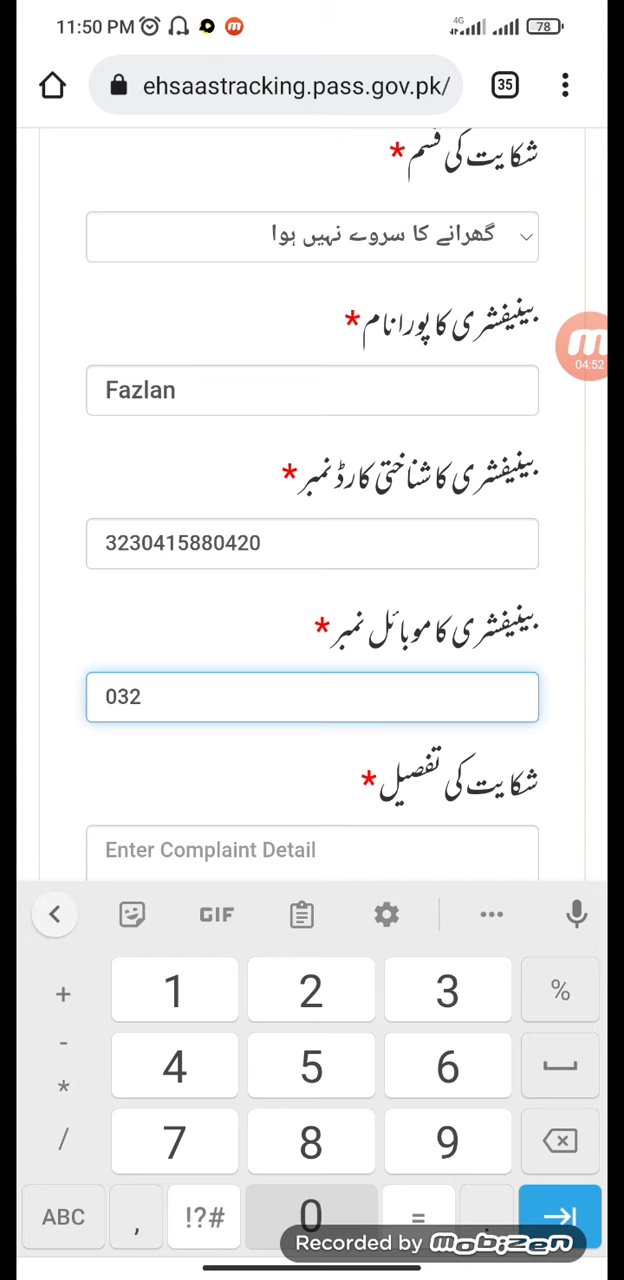 11:50 PM 4G 78
ehsaastracking.pass.gov.pk/ 35
شکایت کی قسم *
گھرانے کا سروے نہیں ہوا
بینیفشری کا پورا نام *
04:52
Fazlan
بینیفشری کا شناختی کارڈ نمبر *
3230415880420
بینیفشری کا موبائل نمبر *
032
شکایت کی تفصیل *
Enter Complaint Detail
GIF
+ 1 2 3 %
- 4 5 6
*
/ 7 8 9
ABC , !?# 0 = .
Recorded by mobizen